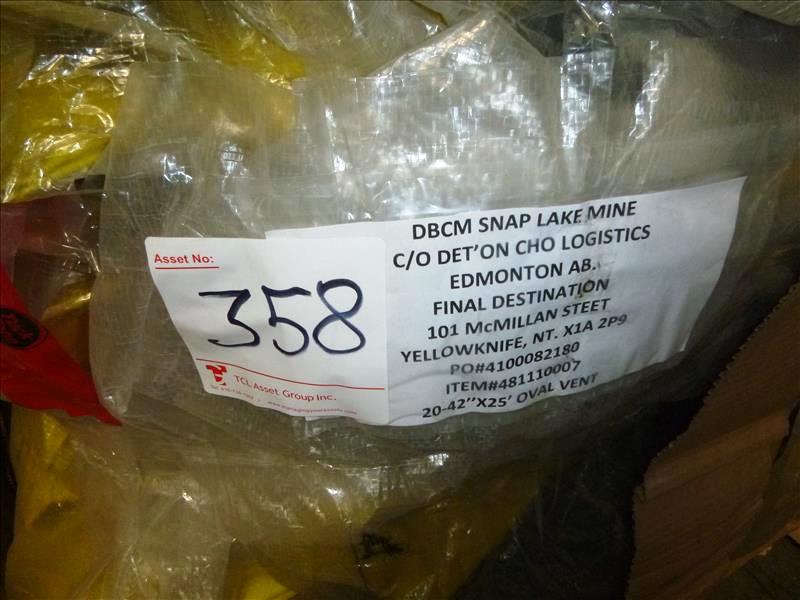 DBCM SNAP LAKE MINE
C/O DET'ON CHO LOGISTICS
EDMONTON AB.
FINAL DESTINATION
101 McMILLAN STEET
YELLOWKNIFE, NT. X1A 2P9
PO#4100082180
ITEM#481110007
20-42"X25' OVAL VENT
Asset No:
358
TCL Asset Group Inc.